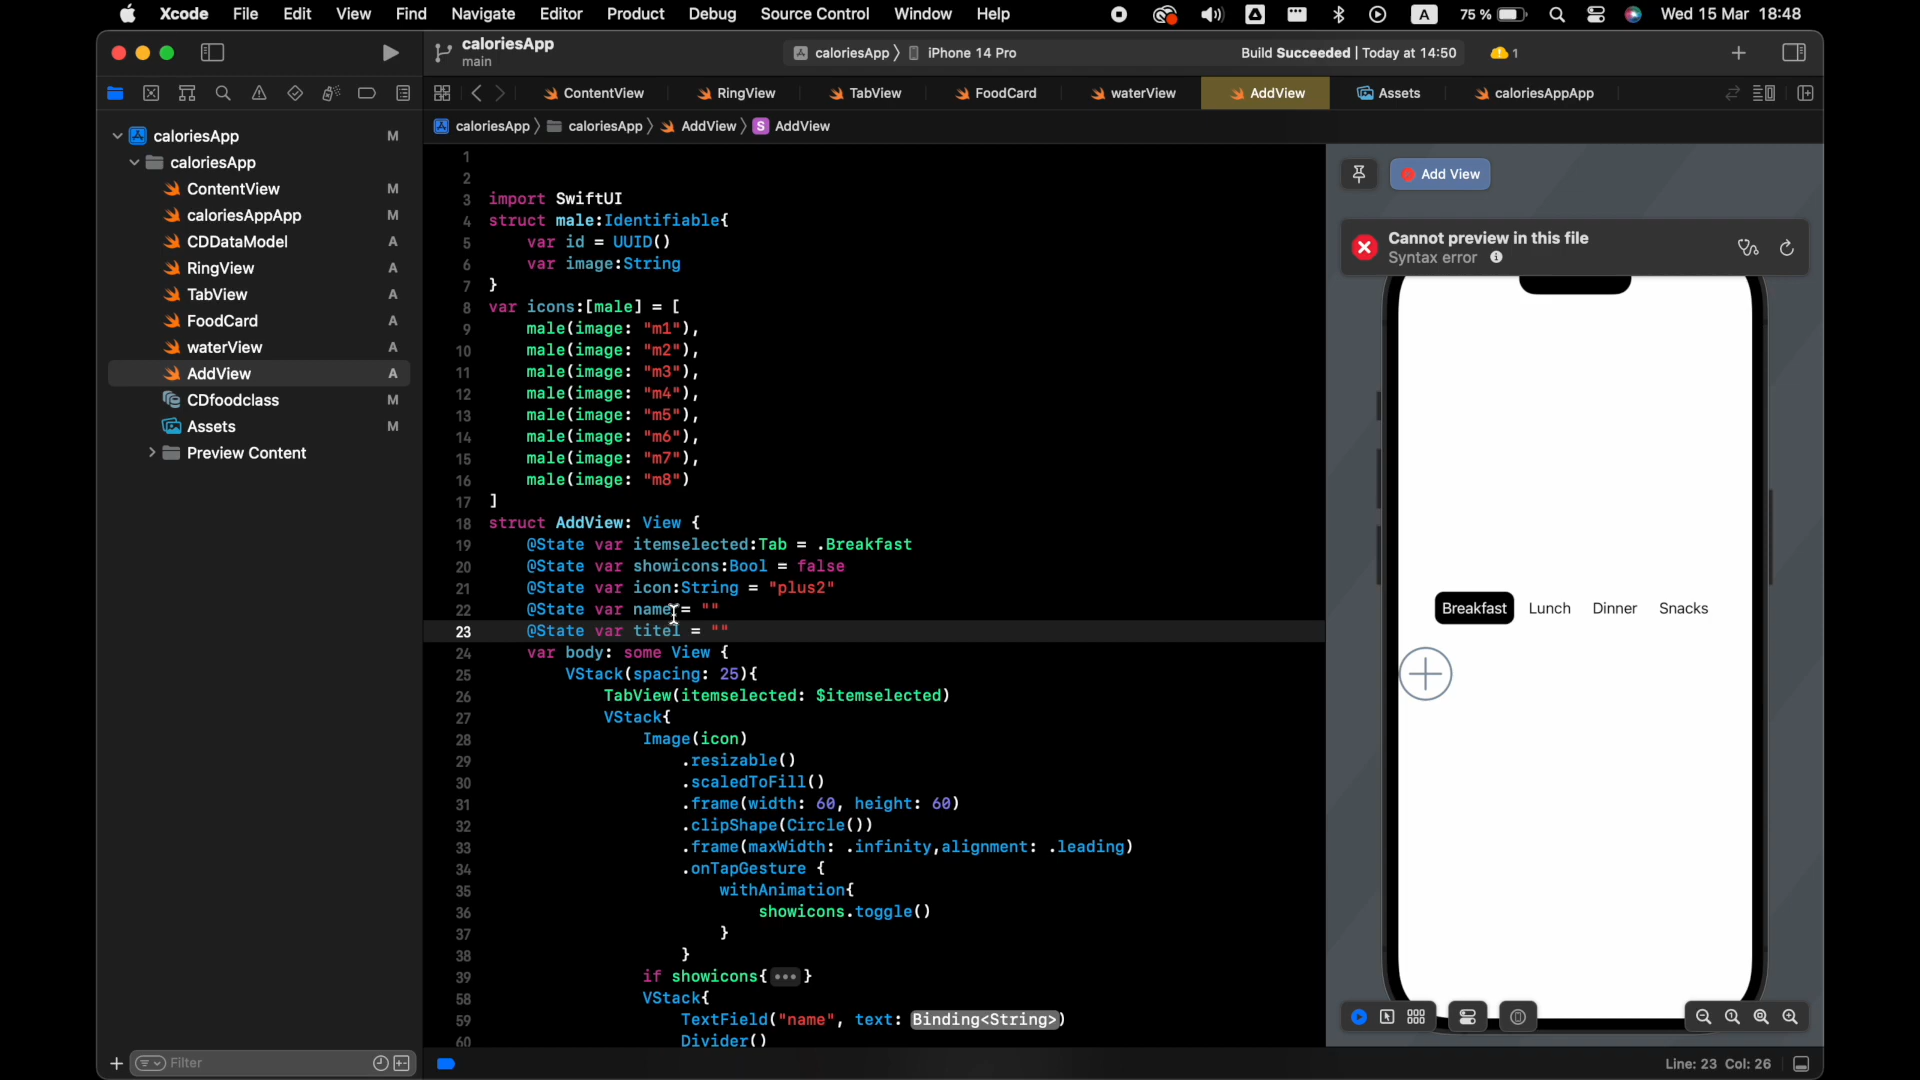 Xcode File Edit View Find Navigate Editor Product Debug Source Control Window Help A 75 % Wed 15 Mar 18:48
caloriesApp
main
caloriesApp iPhone 14 Pro
Build Succeeded | Today at 14:50
1
ContentView RingView TabView FoodCard waterView AddView Assets caloriesAppApp
caloriesApp caloriesApp AddView S AddView
caloriesApp M
caloriesApp
ContentView M
caloriesAppApp M
CDDataModel A
RingView A
TabView A
FoodCard A
waterView A
AddView A
CDfoodclass M
Assets M
Preview Content
Filter
1
2
3 import SwiftUI
4 struct male:Identifiable{
5 var id = UUID()
6 var image:String
7 }
8 var icons:[male] = [
9 male(image: "m1"),
10 male(image: "m2"),
11 male(image: "m3"),
12 male(image: "m4"),
13 male(image: "m5"),
14 male(image: "m6"),
15 male(image: "m7"),
16 male(image: "m8")
17 ]
18 struct AddView: View {
19 @State var itemselected:Tab = .Breakfast
20 @State var showicons:Bool = false
21 @State var icon:String = "plus2"
22 @State var name = ""
23 @State var titel = ""
24 var body: some View {
25 VStack(spacing: 25){
26 TabView(itemselected: $itemselected)
27 VStack{
28 Image(icon)
29 .resizable()
30 .scaledToFill()
31 .frame(width: 60, height: 60)
32 .clipShape(Circle())
33 .frame(maxWidth: .infinity,alignment: .leading)
34 .onTapGesture {
35 withAnimation{
36 showicons.toggle()
37 }
38 }
39 if showicons{•••}
58 VStack{
59 TextField("name", text: Binding<String>)
60 Divider()
Add View
Cannot preview in this file
Syntax error
Breakfast Lunch Dinner Snacks
Line: 23 Col: 26